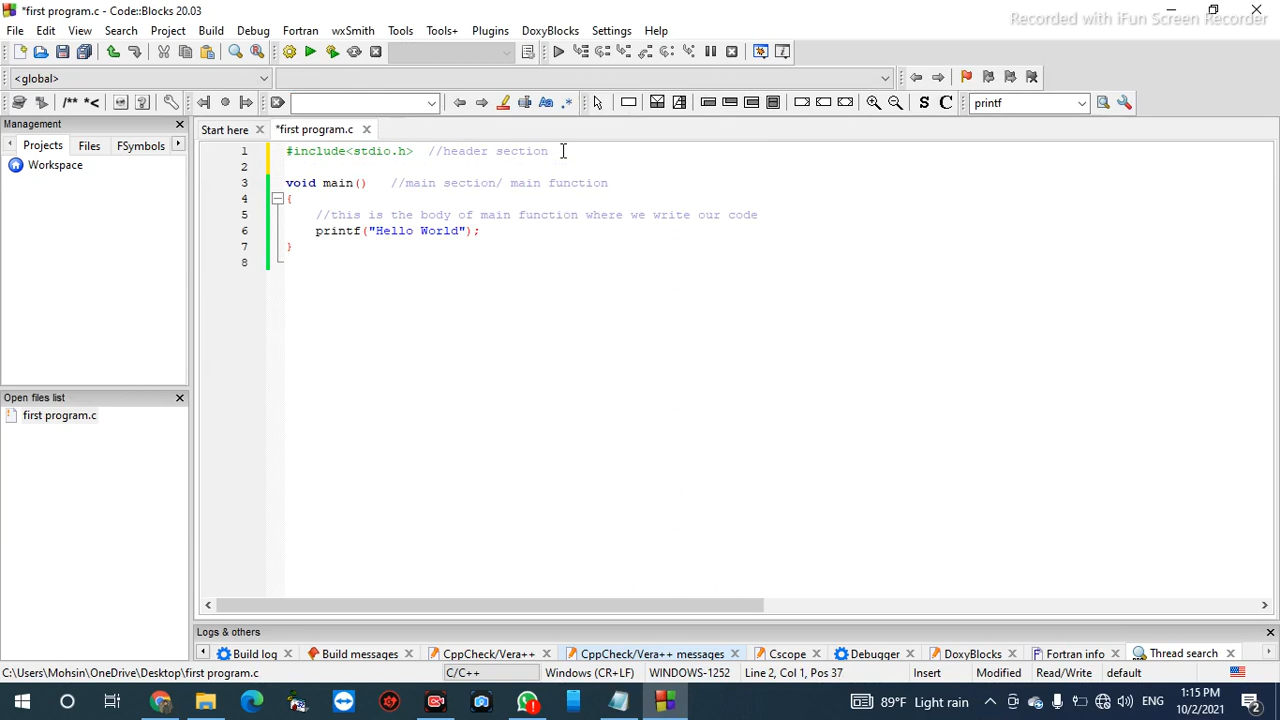 *first program.c - Code::Blocks 20.03
Recorded with iFun Screen Recorder
File Edit View Search Project Build Debug Fortran wxSmith Tools Tools+ Plugins DoxyBlocks Settings Help
<global>
/** *< Aa .* S C printf
Management
Start here *first program.c
Projects Files FSymbols
Workspace
1 #include<stdio.h> //header section
2
3 void main() //main section/ main function
4 {
5 //this is the body of main function where we write our code
6 printf("Hello World");
7 }
8
Open files list
first program.c
Logs & others
Build log Build messages CppCheck/Vera++ CppCheck/Vera++ messages Cscope Debugger DoxyBlocks Fortran info Thread search
C:\Users\Mohsin\OneDrive\Desktop\first program.c C/C++ Windows (CR+LF) WINDOWS-1252 Line 2, Col 1, Pos 37 Insert Modified Read/Write default
89°F Light rain ENG 1:15 PM
10/2/2021 2